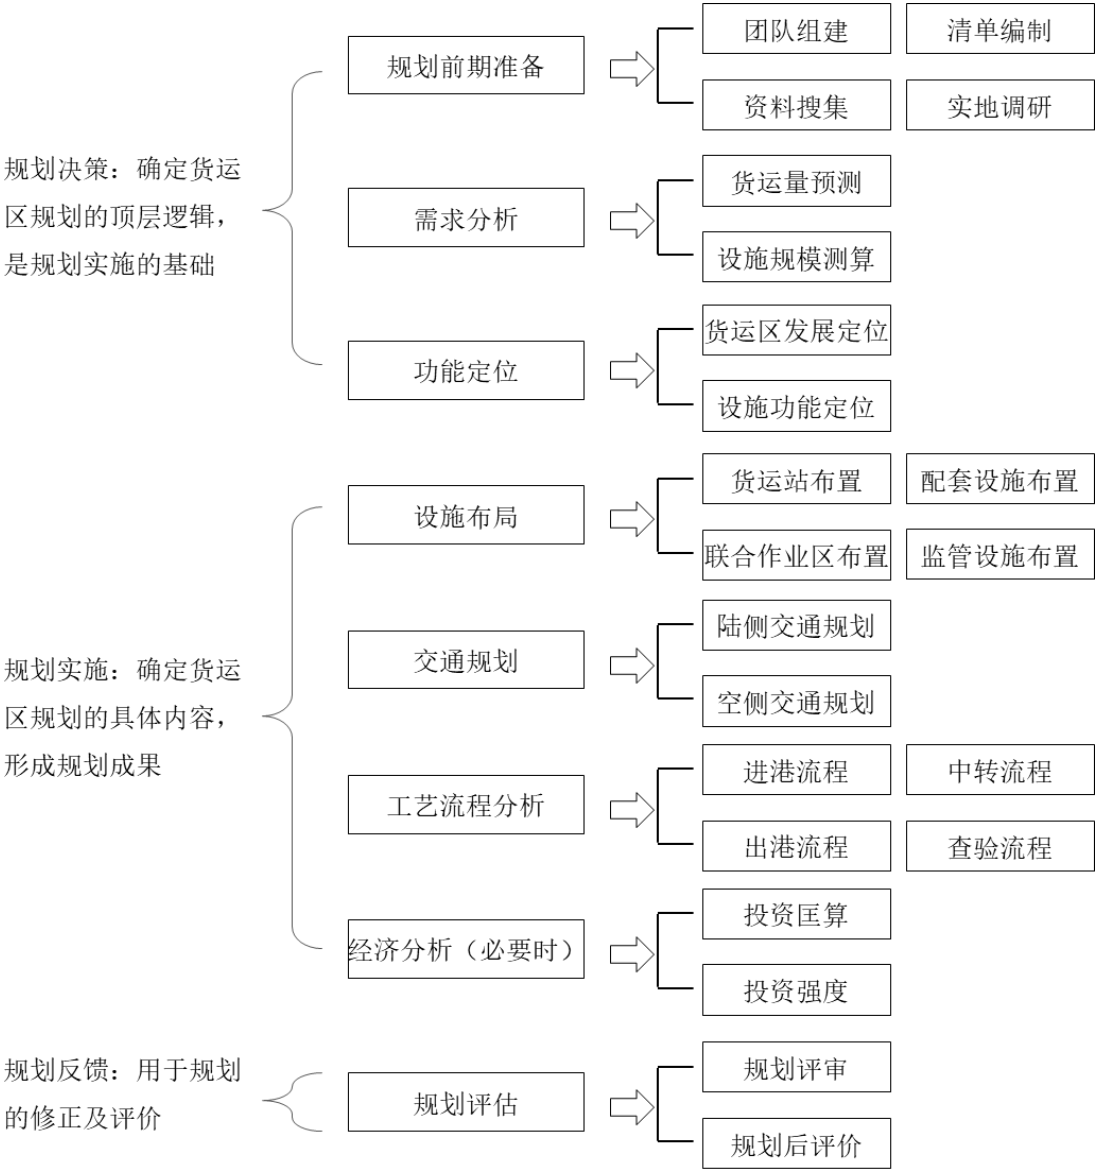 规划决策：确定货运
区规划的顶层逻辑，
是规划实施的基础
规划前期准备
团队组建
清单编制
资料搜集
实地调研
需求分析
货运量预测
设施规模测算
功能定位
货运区发展定位
设施功能定位
规划实施：确定货运
区规划的具体内容，
形成规划成果
设施布局
货运站布置
配套设施布置
联合作业区布置
监管设施布置
交通规划
陆侧交通规划
空侧交通规划
工艺流程分析
进港流程
中转流程
出港流程
查验流程
经济分析（必要时）
投资匡算
投资强度
规划反馈：用于规划
的修正及评价
规划评估
规划评审
规划后评价